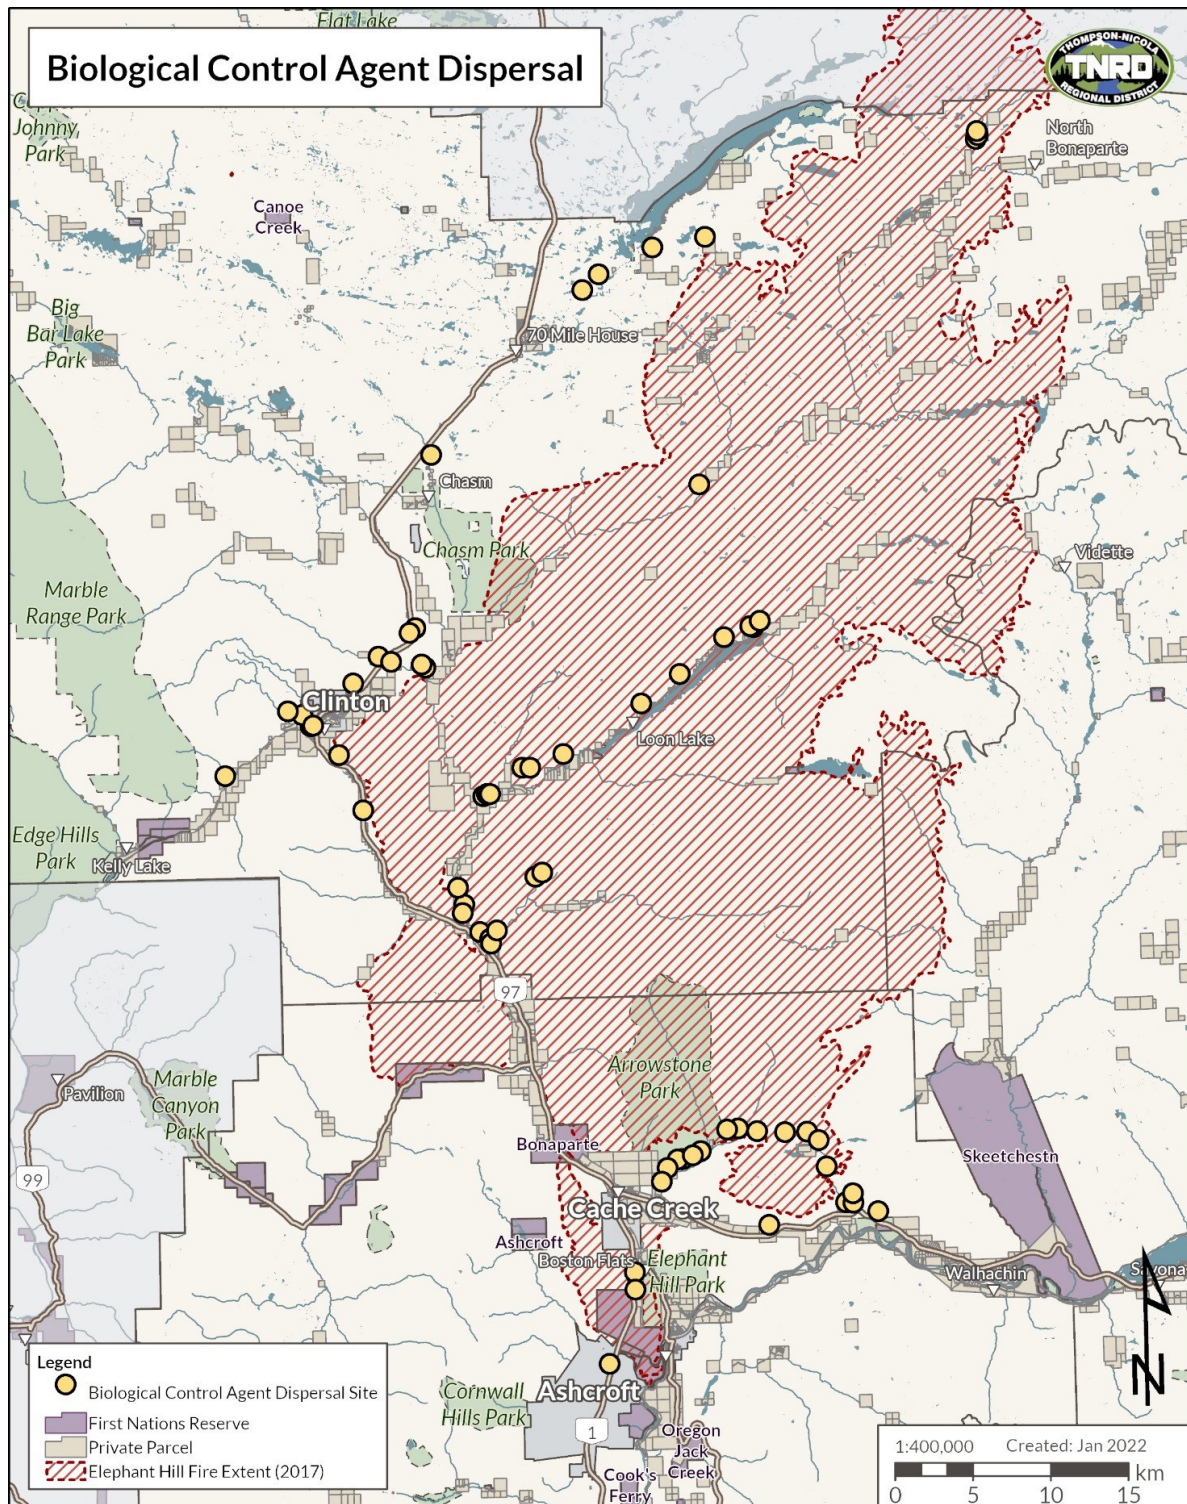 Flat Lake
Biological Control Agent Dispersal
THOMPSON-NICOLA
TNRD
REGIONAL DISTRICT
Johnny
Park
North
Bonaparte
Canoe
Creek
Big
Bar Lake
Park
70 Mile House
Chasm
Chasm Park
Vidette
Marble
Range Park
Clinton
Loon Lake
Edge Hills
Park
Kelly Lake
97
Arrowstone
Park
Pavilion
Marble
Canyon
Park
Bonaparte
Skeetchestn
99
Cache Creek
Ashcroft
Boston Flats
Elephant
Hill Park
Walhachin
Savona
N
Legend
Biological Control Agent Dispersal Site
First Nations Reserve
Private Parcel
Elephant Hill Fire Extent (2017)
Cornwall
Hills Park
Ashcroft
1
Oregon
Jack
Creek
Cook's
Ferry
1:400,000 Created: Jan 2022
km
0 5 10 15